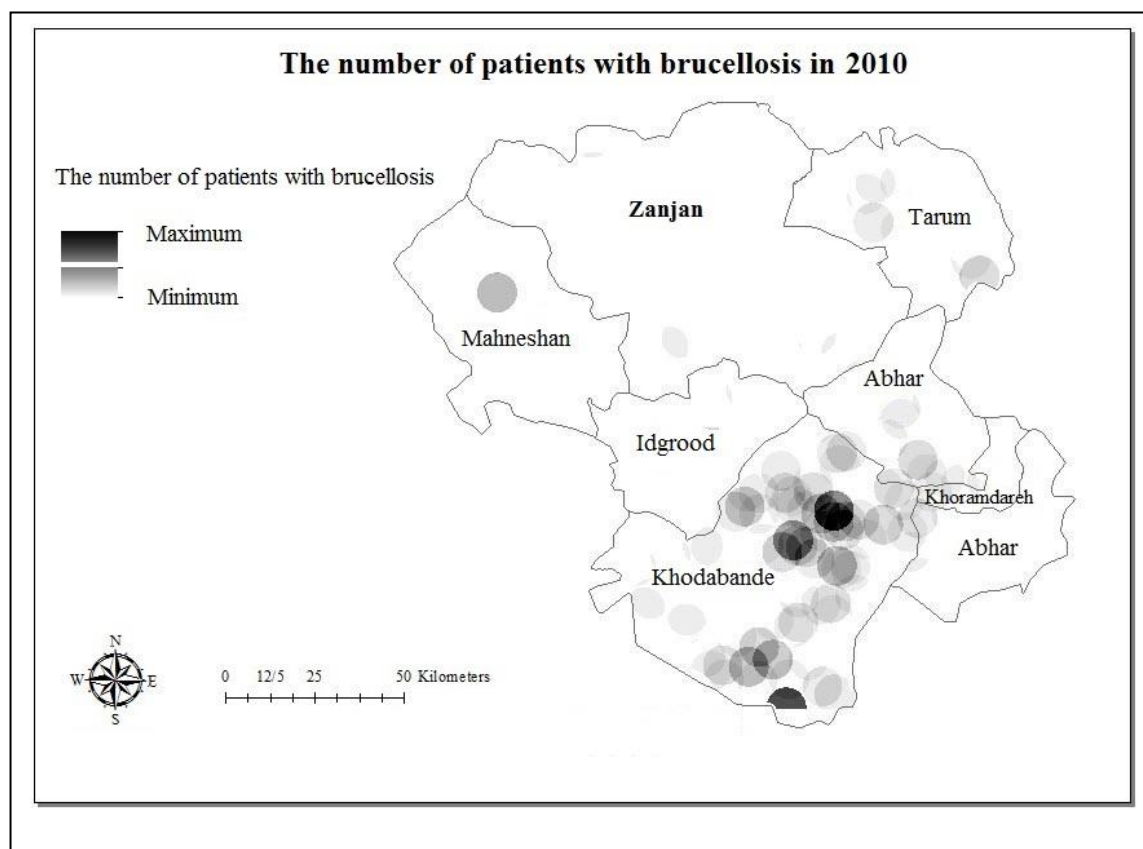 The number of patients with brucellosis in 2010
The number of patients with brucellosis
Maximum
Minimum
Zanjan
Tarum
Mahneshan
Abhar
Idgrood
Khoramdareh
Abhar
Khodabande
N
W E
S
0 12/5 25 50 Kilometers